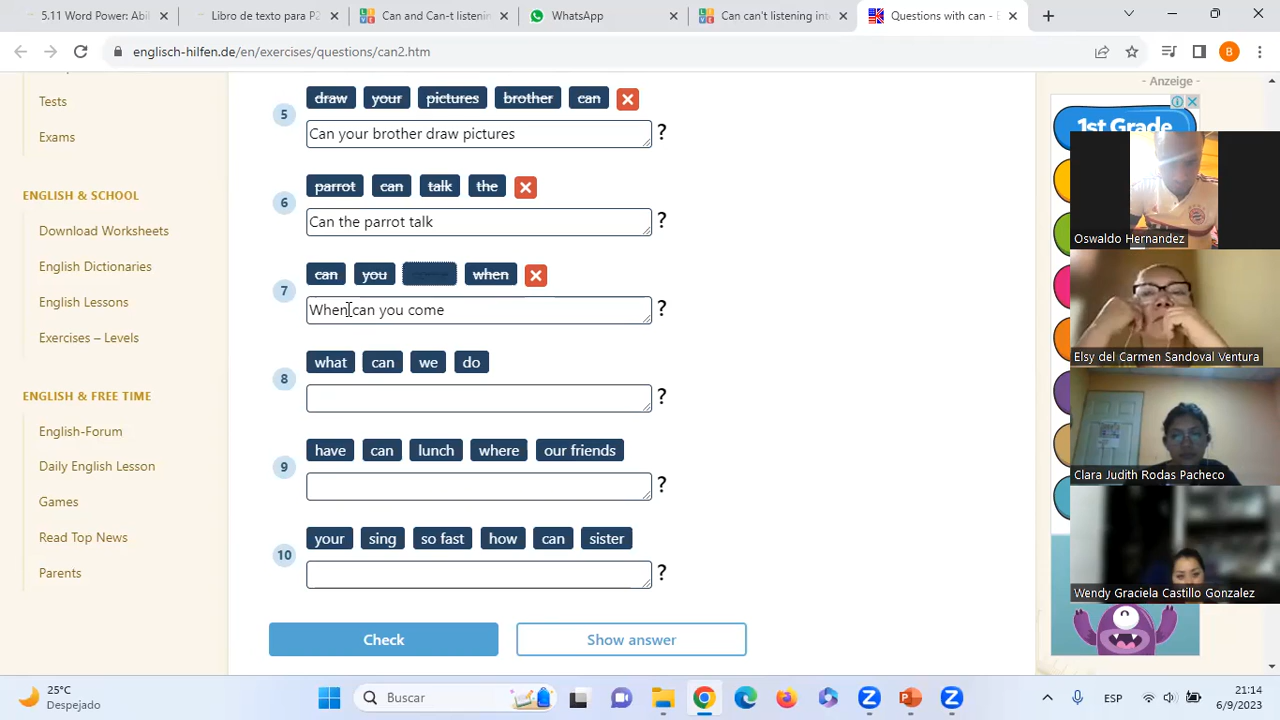 5.11 Word Power: Abil
Libro de texto para P2
Can and Can-t listenin
WhatsApp
Can can't listening int
Questions with can - E
englisch-hilfen.de/en/exercises/questions/can2.htm
B
Tests
Exams
ENGLISH & SCHOOL
Download Worksheets
English Dictionaries
English Lessons
Exercises – Levels
ENGLISH & FREE TIME
English-Forum
Daily English Lesson
Games
Read Top News
Parents
5
draw your pictures brother can
Can your brother draw pictures ?
6
parrot can talk the
Can the parrot talk ?
7
can you when
When can you come ?
8
what can we do
?
9
have can lunch where our friends
?
10
your sing so fast how can sister
?
Check
Show answer
- Anzeige -
1st Grade
Oswaldo Hernandez
Elsy del Carmen Sandoval Ventura
Clara Judith Rodas Pacheco
Wendy Graciela Castillo Gonzalez
25°C
Despejado
Buscar
ESP
21:14
6/9/2023